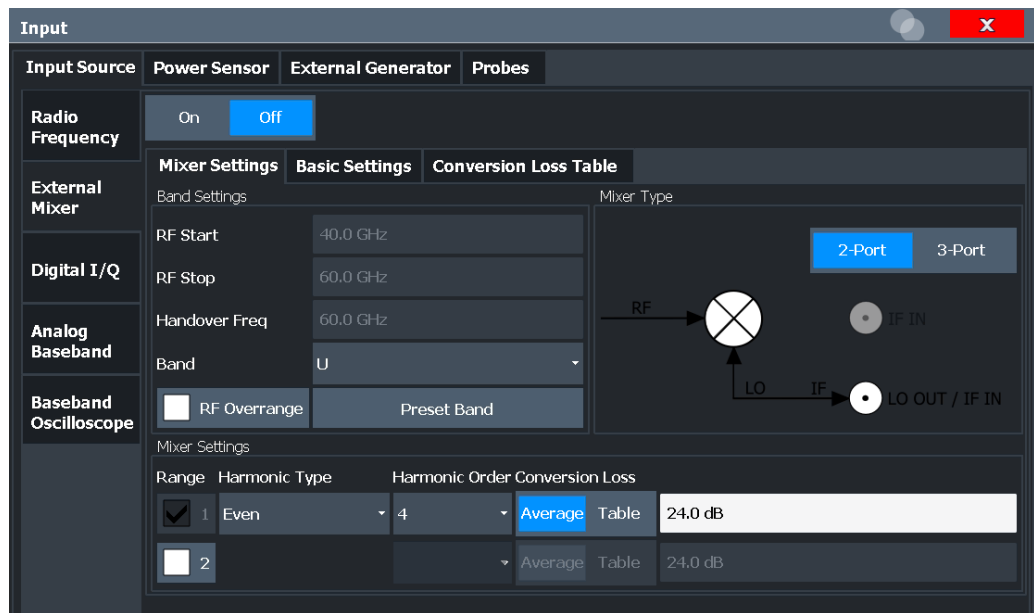 Input
X
Input Source Power Sensor External Generator Probes
Radio Frequency
On Off
External Mixer
Digital I/Q
Analog Baseband
Baseband Oscilloscope
Mixer Settings Basic Settings Conversion Loss Table
Band Settings
RF Start 40.0 GHz
RF Stop 60.0 GHz
Handover Freq 60.0 GHz
Band U
RF Overrange Preset Band
Mixer Type
2-Port 3-Port
RF
IF IN
LO IF LO OUT / IF IN
Mixer Settings
Range Harmonic Type Harmonic Order Conversion Loss
1 Even 4 Average Table 24.0 dB
2 Average Table 24.0 dB